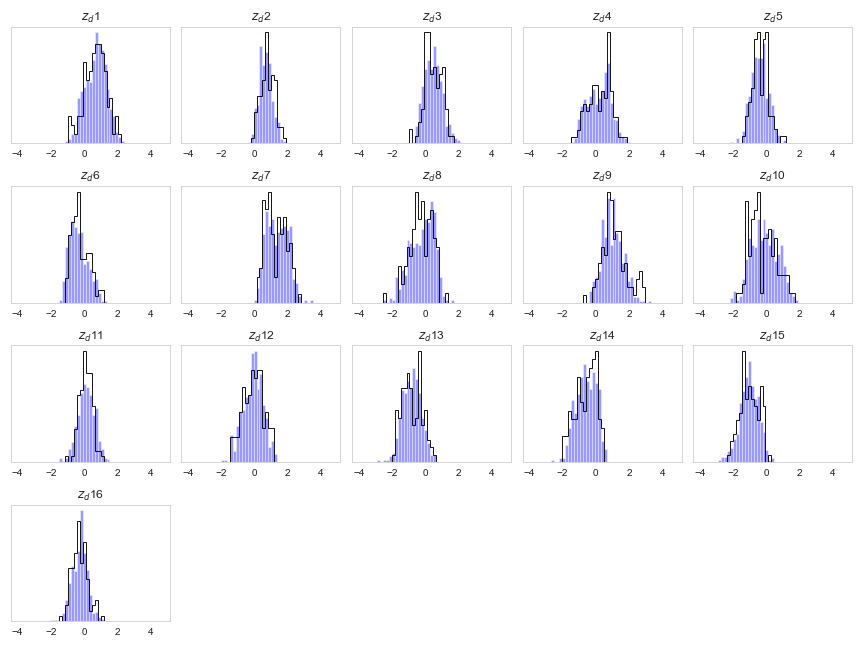 z_d1 z_d2 z_d3 z_d4 z_d5
−4 −2 0 2 4 −4 −2 0 2 4 −4 −2 0 2 4 −4 −2 0 2 4 −4 −2 0 2 4
z_d6 z_d7 z_d8 z_d9 z_d10
−4 −2 0 2 4 −4 −2 0 2 4 −4 −2 0 2 4 −4 −2 0 2 4 −4 −2 0 2 4
z_d11 z_d12 z_d13 z_d14 z_d15
−4 −2 0 2 4 −4 −2 0 2 4 −4 −2 0 2 4 −4 −2 0 2 4 −4 −2 0 2 4
z_d16
−4 −2 0 2 4